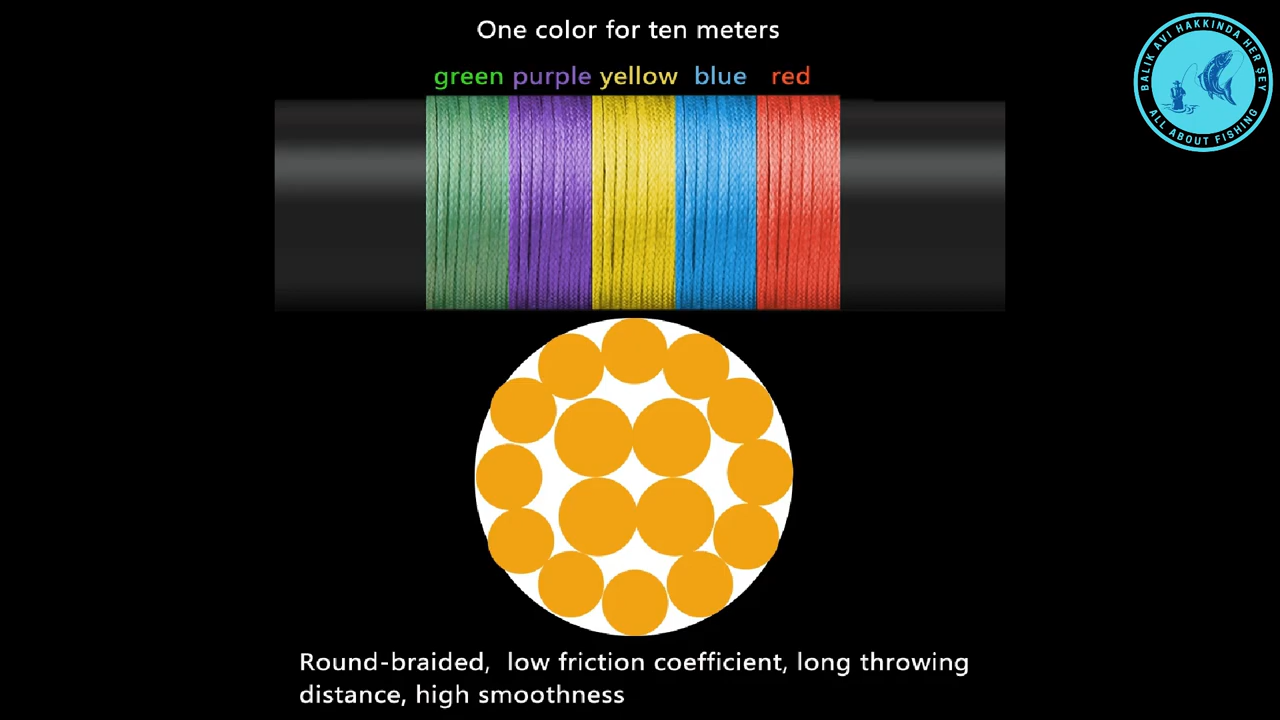 One color for ten meters
green purple yellow blue red
BALIK AVI HAKKINDA HER ŞEY
ALL ABOUT FISHING
Round-braided, low friction coefficient, long throwing
distance, high smoothness